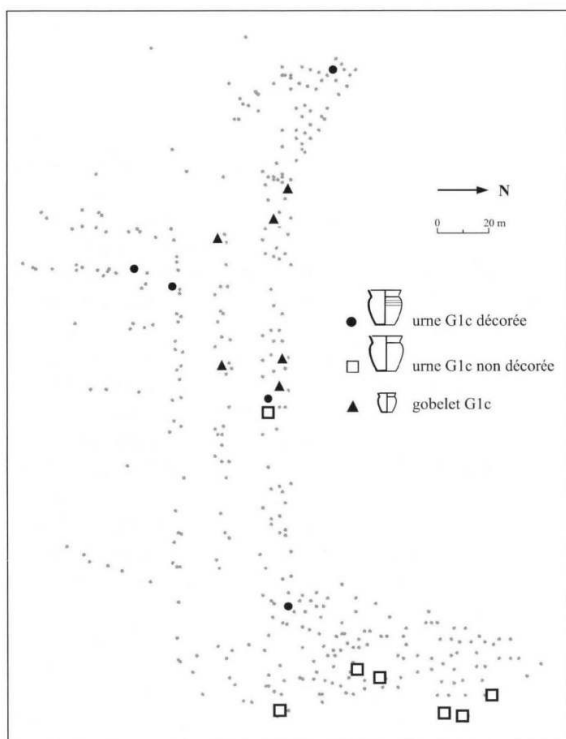 N
0 20 m
urne G1c décorée
urne G1c non décorée
gobelet G1c